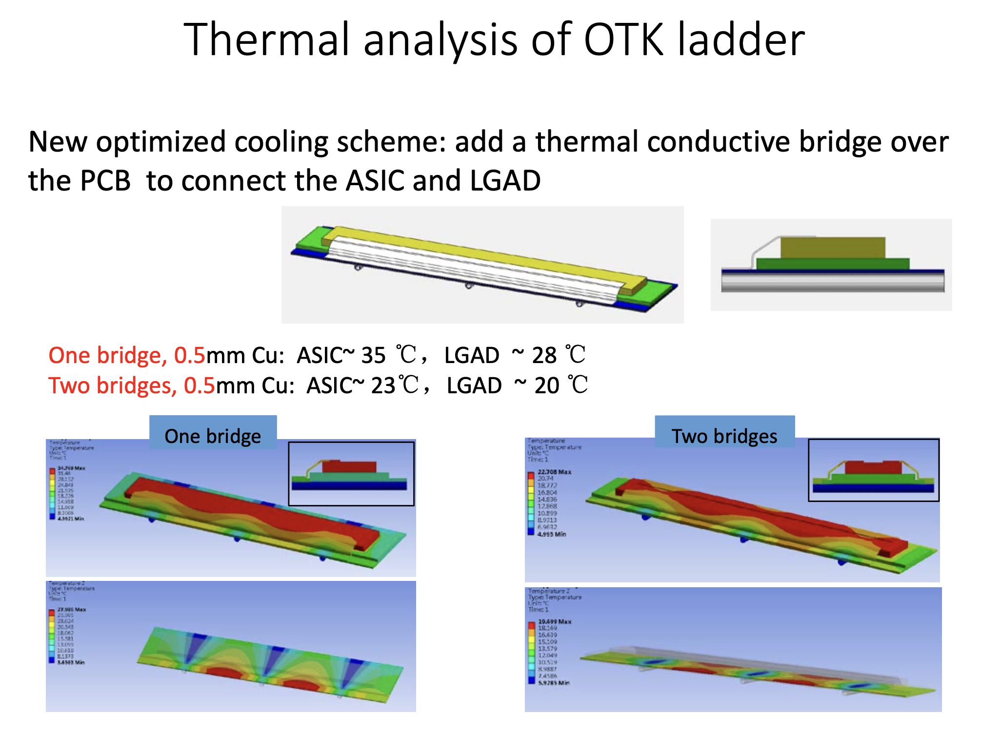 Thermal analysis of OTK ladder
New optimized cooling scheme: add a thermal conductive bridge over
the PCB to connect the ASIC and LGAD
One bridge, 0.5mm Cu: ASIC~ 35 ℃, LGAD ~ 28 ℃
Two bridges, 0.5mm Cu: ASIC~ 23℃, LGAD ~ 20 ℃
One bridge
Temperature
Type: Temperature
Unit: °C
Time: 1
34.769 Max
31.46
28.152
24.843
21.535
18.226
14.918
11.609
8.3006
4.9921 Min
Two bridges
Temperature
Type: Temperature
Unit: °C
Time: 1
22.708 Max
20.74
18.772
16.804
14.836
12.868
10.899
8.9313
6.9632
4.995 Min
Temperature 2
Type: Temperature
Unit: °C
Time: 1
27.986 Max
25.505
23.024
20.543
18.062
15.581
13.099
10.618
8.1373
5.6563 Min
Temperature 2
Type: Temperature
Unit: °C
Time: 1
19.699 Max
18.169
16.639
15.109
13.579
12.049
10.519
8.9887
7.4586
5.9285 Min